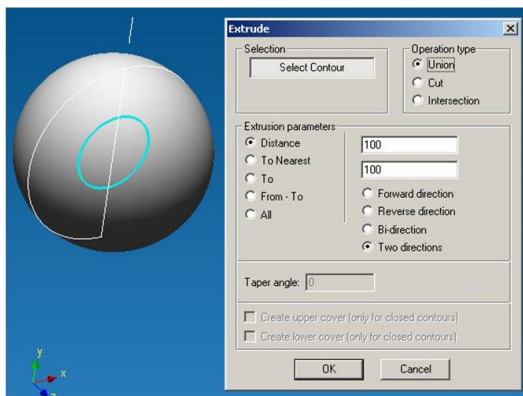 Extrude
Selection
Select Contour
Operation type
Union
Cut
Intersection
Extrusion parameters
Distance
To Nearest
To
From - To
All
100
100
Forward direction
Reverse direction
Bi-direction
Two directions
Taper angle: 0
Create upper cover (only for closed contours)
Create lower cover (only for closed contours)
OK
Cancel
y
x
z